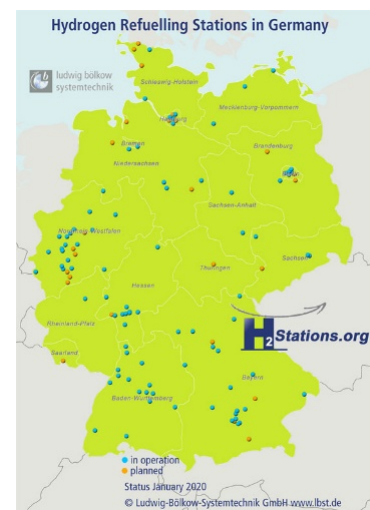 Hydrogen Refuelling Stations in Germany
ludwig bölkow
systemtechnik
Schleswig-Holstein
Mecklenburg-Vorpommern
Hamburg
Bremen
Brandenburg
Niedersachsen
Sachsen-Anhalt
Nordrhein-Westfalen
Sachsen
Thüringen
Hessen
Rheinland-Pfalz
H2Stations.org
Saarland
Bayern
Baden-Württemberg
in operation
planned
Status January 2020
© Ludwig-Bölkow-Systemtechnik GmbH www.lbst.de